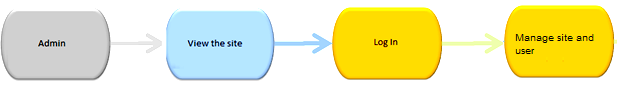 Admin
View the site
Log In
Manage site and
user